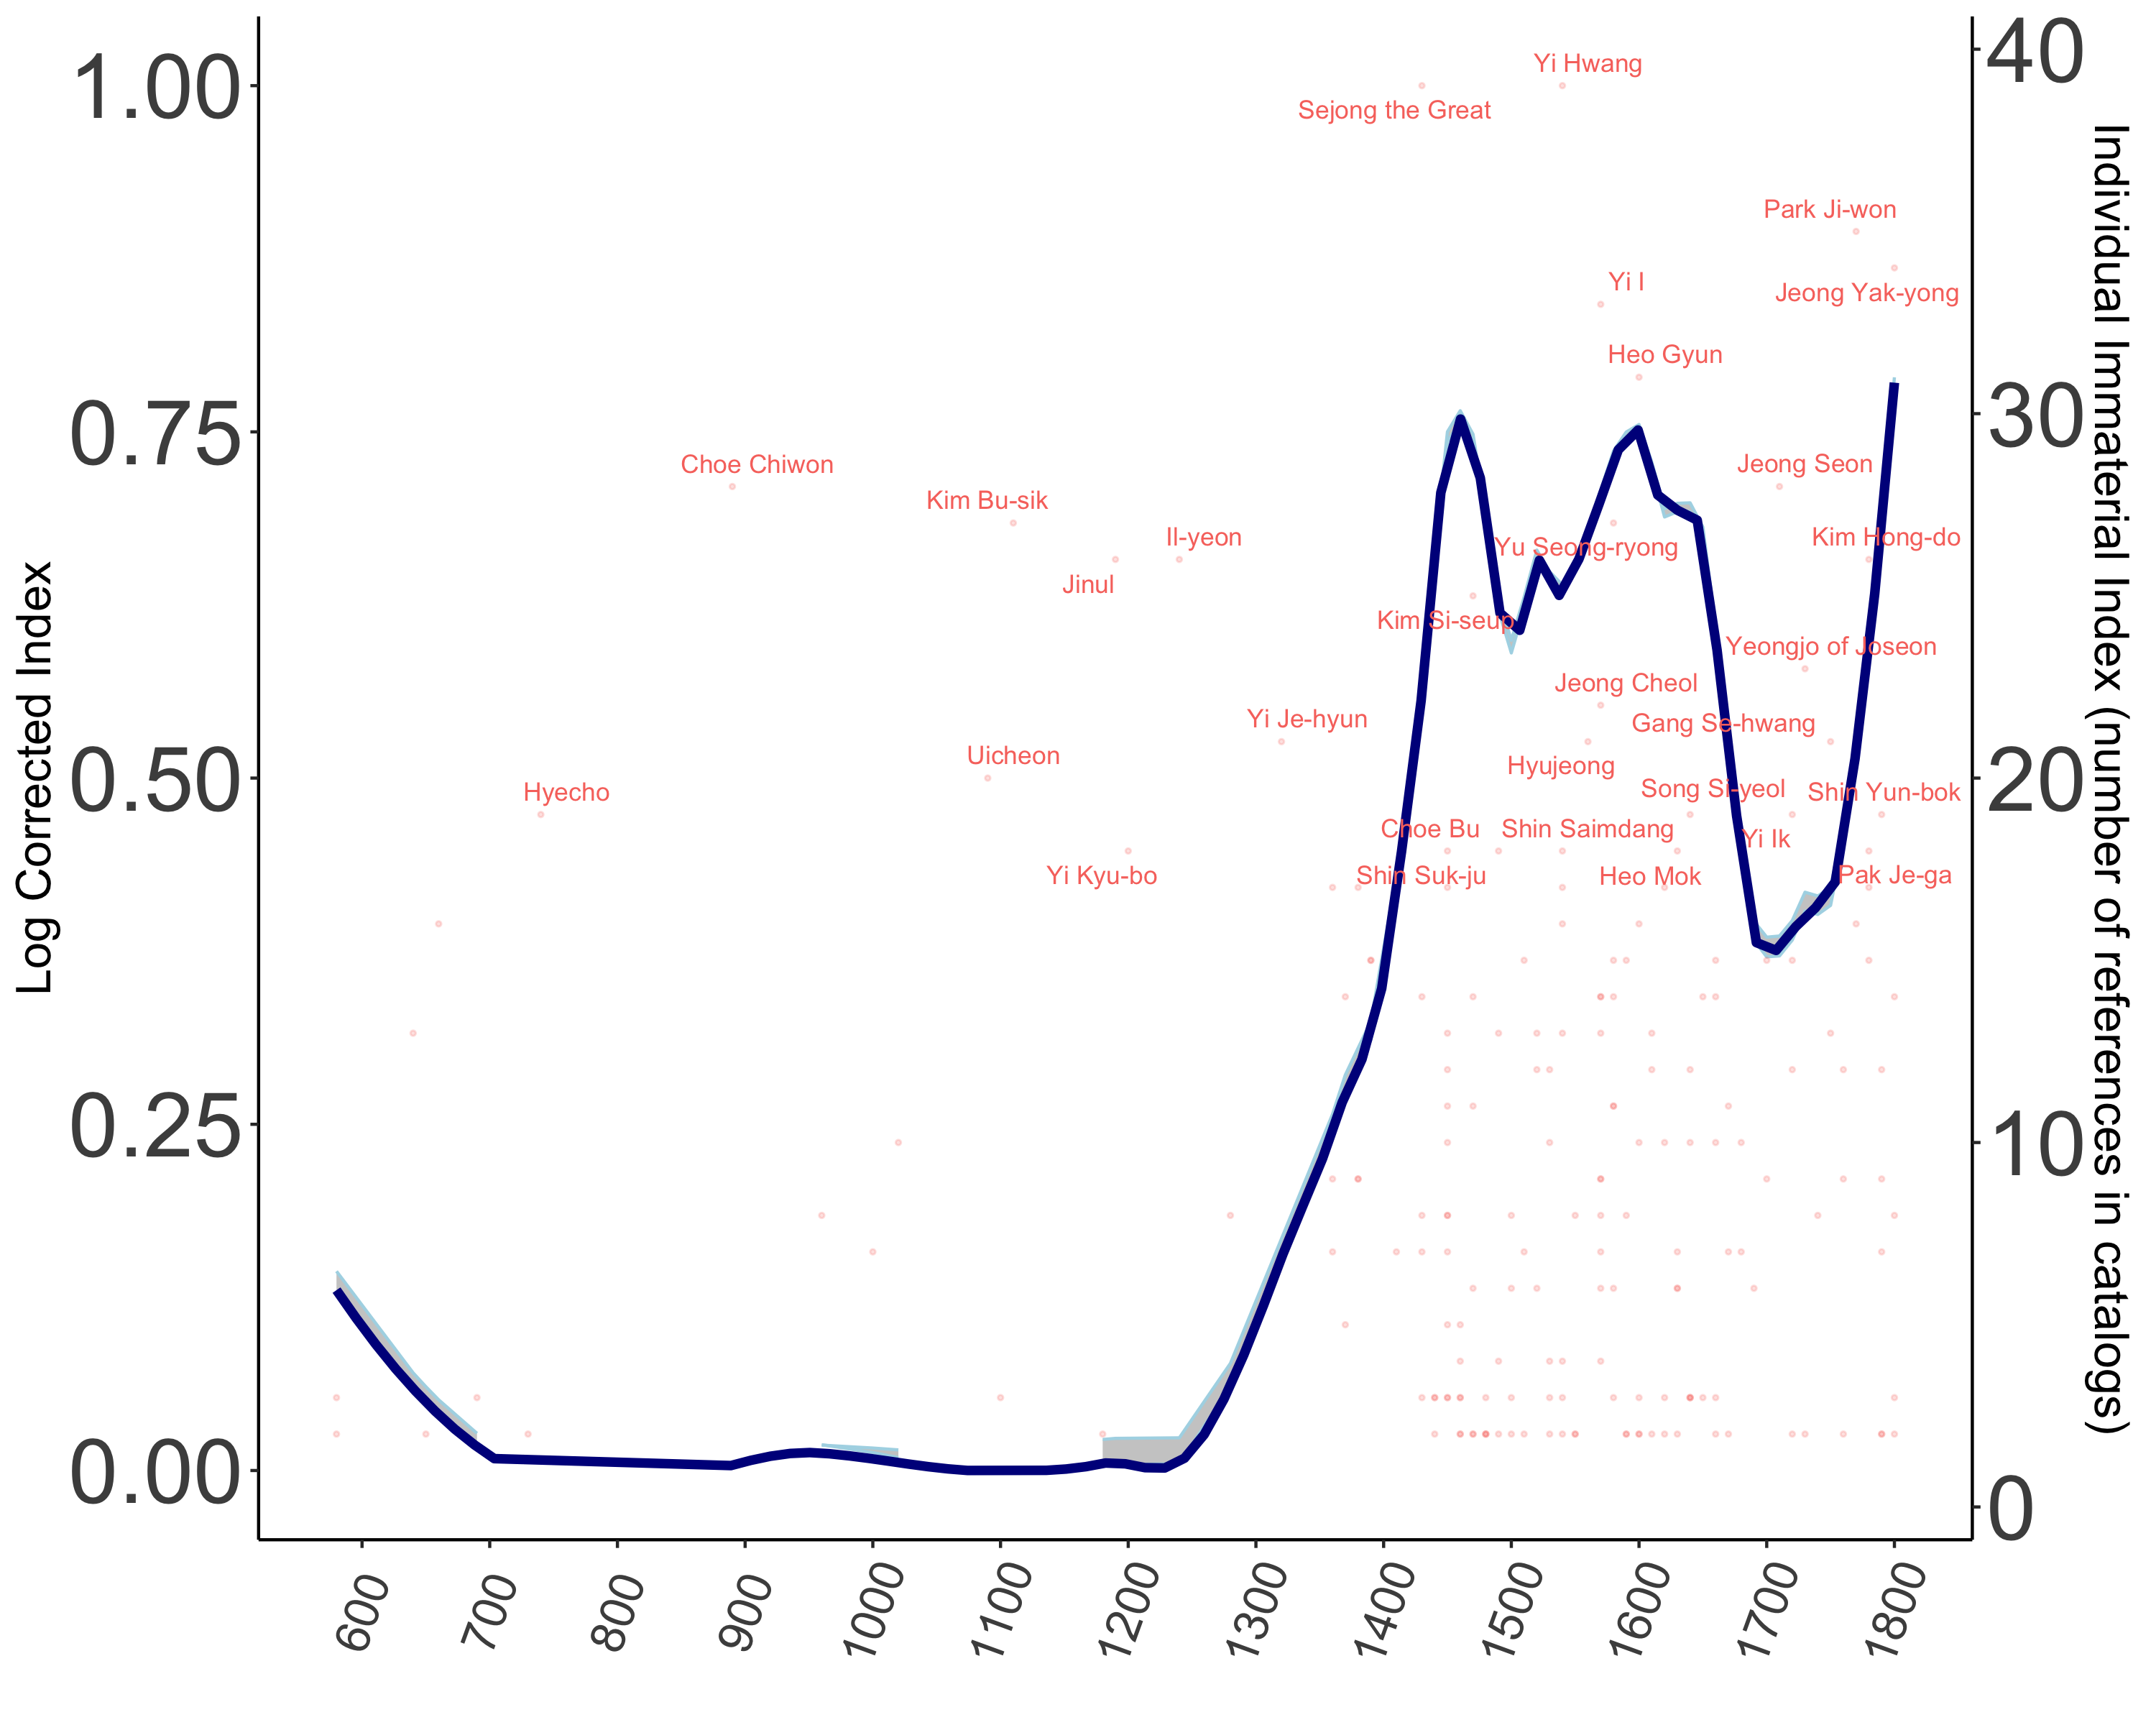 1.00
0.75
0.50
0.25
0.00
Log Corrected Index
40
30
20
10
0
Individual Immaterial Index (number of references in catalogs)
Yi Hwang
Sejong the Great
Park Ji-won
Yi I
Jeong Yak-yong
Heo Gyun
Choe Chiwon
Jeong Seon
Kim Bu-sik
Il-yeon
Kim Hong-do
Yu Seong-ryong
Jinul
Kim Si-seup
Yeongjo of Joseon
Jeong Cheol
Yi Je-hyun
Gang Se-hwang
Uicheon
Hyujeong
Hyecho
Song Si-yeol
Shin Yun-bok
Choe Bu
Shin Saimdang
Yi Ik
Yi Kyu-bo
Shin Suk-ju
Heo Mok
Pak Je-ga
600
700
800
900
1000
1100
1200
1300
1400
1500
1600
1700
1800